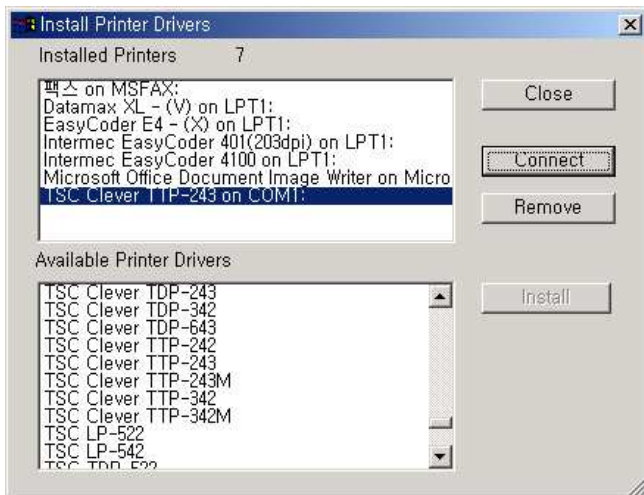 Install Printer Drivers
Installed Printers 7
팩스 on MSFAX:
Datamax XL - (V) on LPT1:
EasyCoder E4 - (X) on LPT1:
Intermec EasyCoder 401(203dpi) on LPT1:
Intermec EasyCoder 4100 on LPT1:
Microsoft Office Document Image Writer on Micro
TSC Clever TTP-243 on COM1:
Close
Connect
Remove
Available Printer Drivers
TSC Clever TDP-243
TSC Clever TDP-342
TSC Clever TDP-643
TSC Clever TTP-242
TSC Clever TTP-243
TSC Clever TTP-243M
TSC Clever TTP-342
TSC Clever TTP-342M
TSC LP-522
TSC LP-542
TSC TDP-522
Install